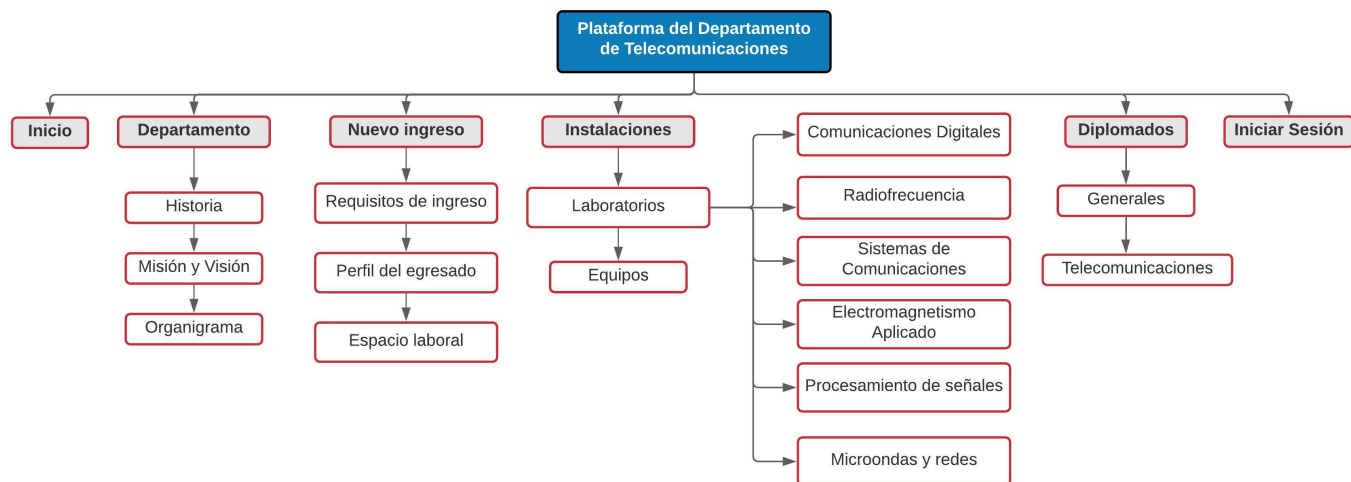 Plataforma del Departamento
de Telecomunicaciones
Inicio
Departamento
Nuevo ingreso
Instalaciones
Diplomados
Iniciar Sesión
Historia
Misión y Visión
Organigrama
Requisitos de ingreso
Perfil del egresado
Espacio laboral
Laboratorios
Equipos
Comunicaciones Digitales
Radiofrecuencia
Sistemas de
Comunicaciones
Electromagnetismo
Aplicado
Procesamiento de señales
Microondas y redes
Generales
Telecomunicaciones